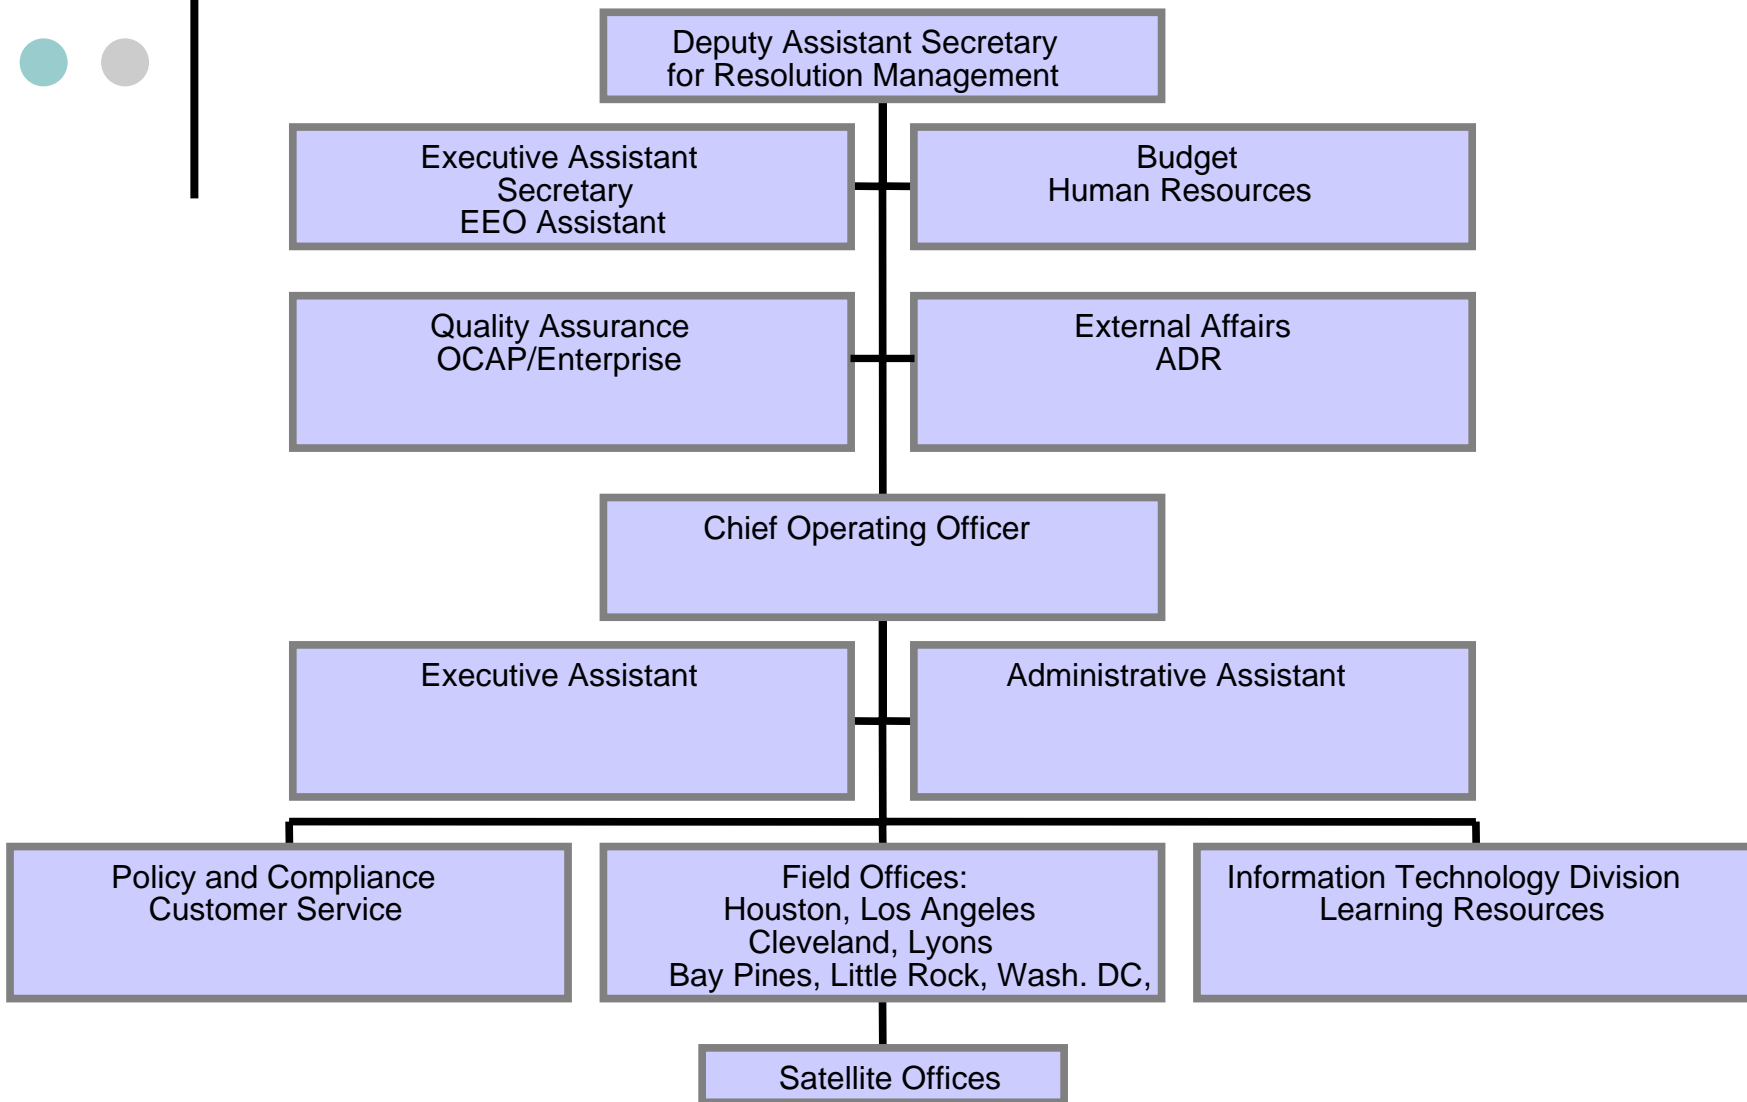 Deputy Assistant Secretary
for Resolution Management
Executive Assistant
Secretary
EEO Assistant
Budget
Human Resources
Quality Assurance
OCAP/Enterprise
External Affairs
ADR
Chief Operating Officer
Executive Assistant
Administrative Assistant
Policy and Compliance
Customer Service
Field Offices:
Houston, Los Angeles
Cleveland, Lyons
Bay Pines, Little Rock, Wash. DC,
Information Technology Division
Learning Resources
Satellite Offices